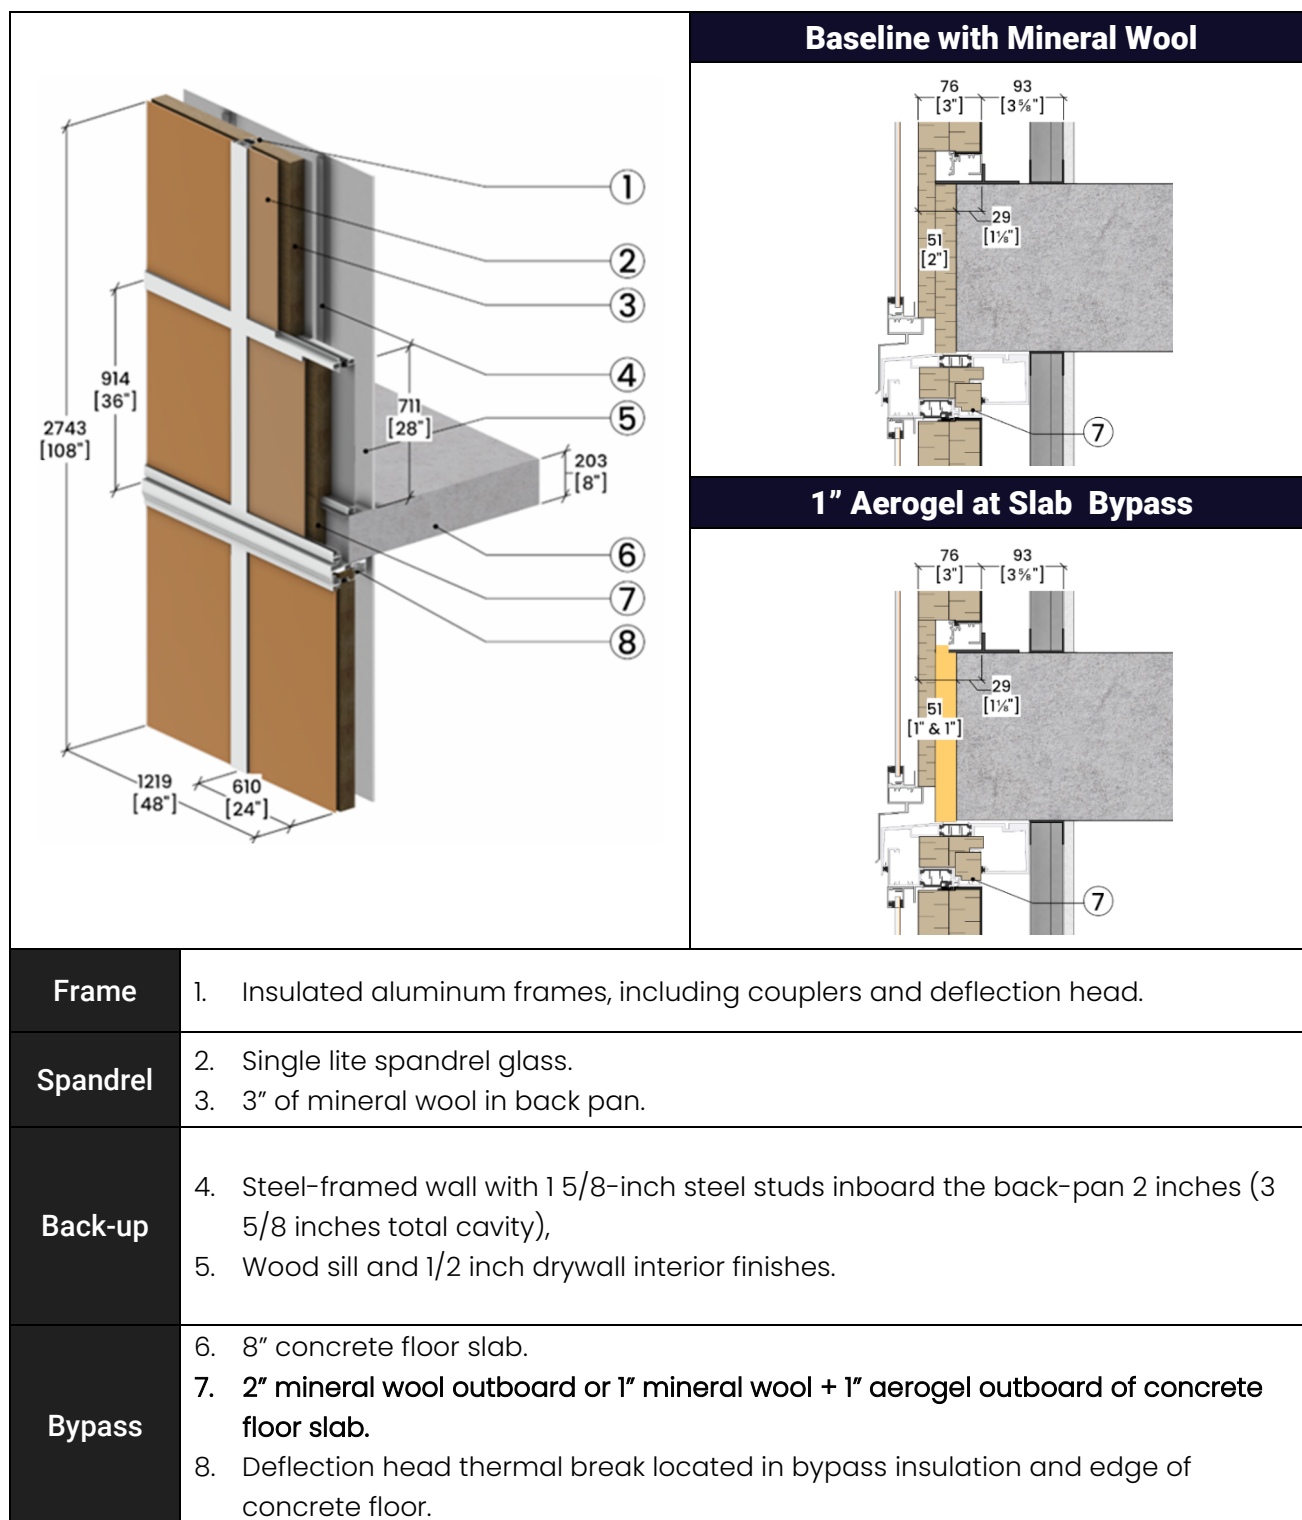 Baseline with Mineral Wool
76
[3"]
93
[3⅝"]
29
[1⅛"]
51
[2"]
7
1
2
3
4
5
6
7
8
914
[36"]
2743
[108"]
711
[28"]
203
[8"]
1219
[48"]
610
[24"]
1” Aerogel at Slab Bypass
76
[3"]
93
[3⅝"]
29
[1⅛"]
51
[1" & 1"]
7
Frame
1. Insulated aluminum frames, including couplers and deflection head.
Spandrel
2. Single lite spandrel glass.
3. 3” of mineral wool in back pan.
Back-up
4. Steel-framed wall with 1 5/8-inch steel studs inboard the back-pan 2 inches (3
5/8 inches total cavity),
5. Wood sill and 1/2 inch drywall interior finishes.
Bypass
6. 8” concrete floor slab.
7. 2” mineral wool outboard or 1” mineral wool + 1” aerogel outboard of concrete
floor slab.
8. Deflection head thermal break located in bypass insulation and edge of
concrete floor.